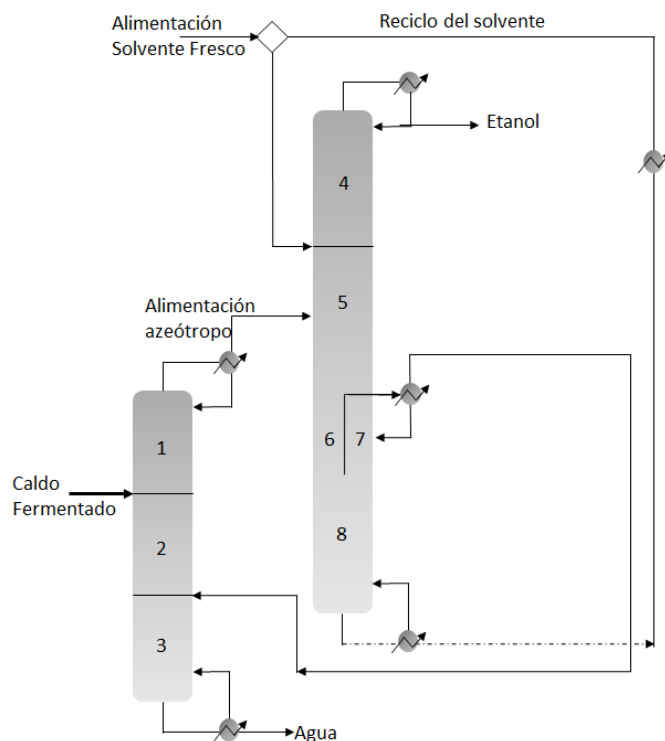 Alimentación
Solvente Fresco
Reciclo del solvente
Etanol
4
5
Alimentación
azeótropo
6 7
1
Caldo
Fermentado
2
8
3
Agua